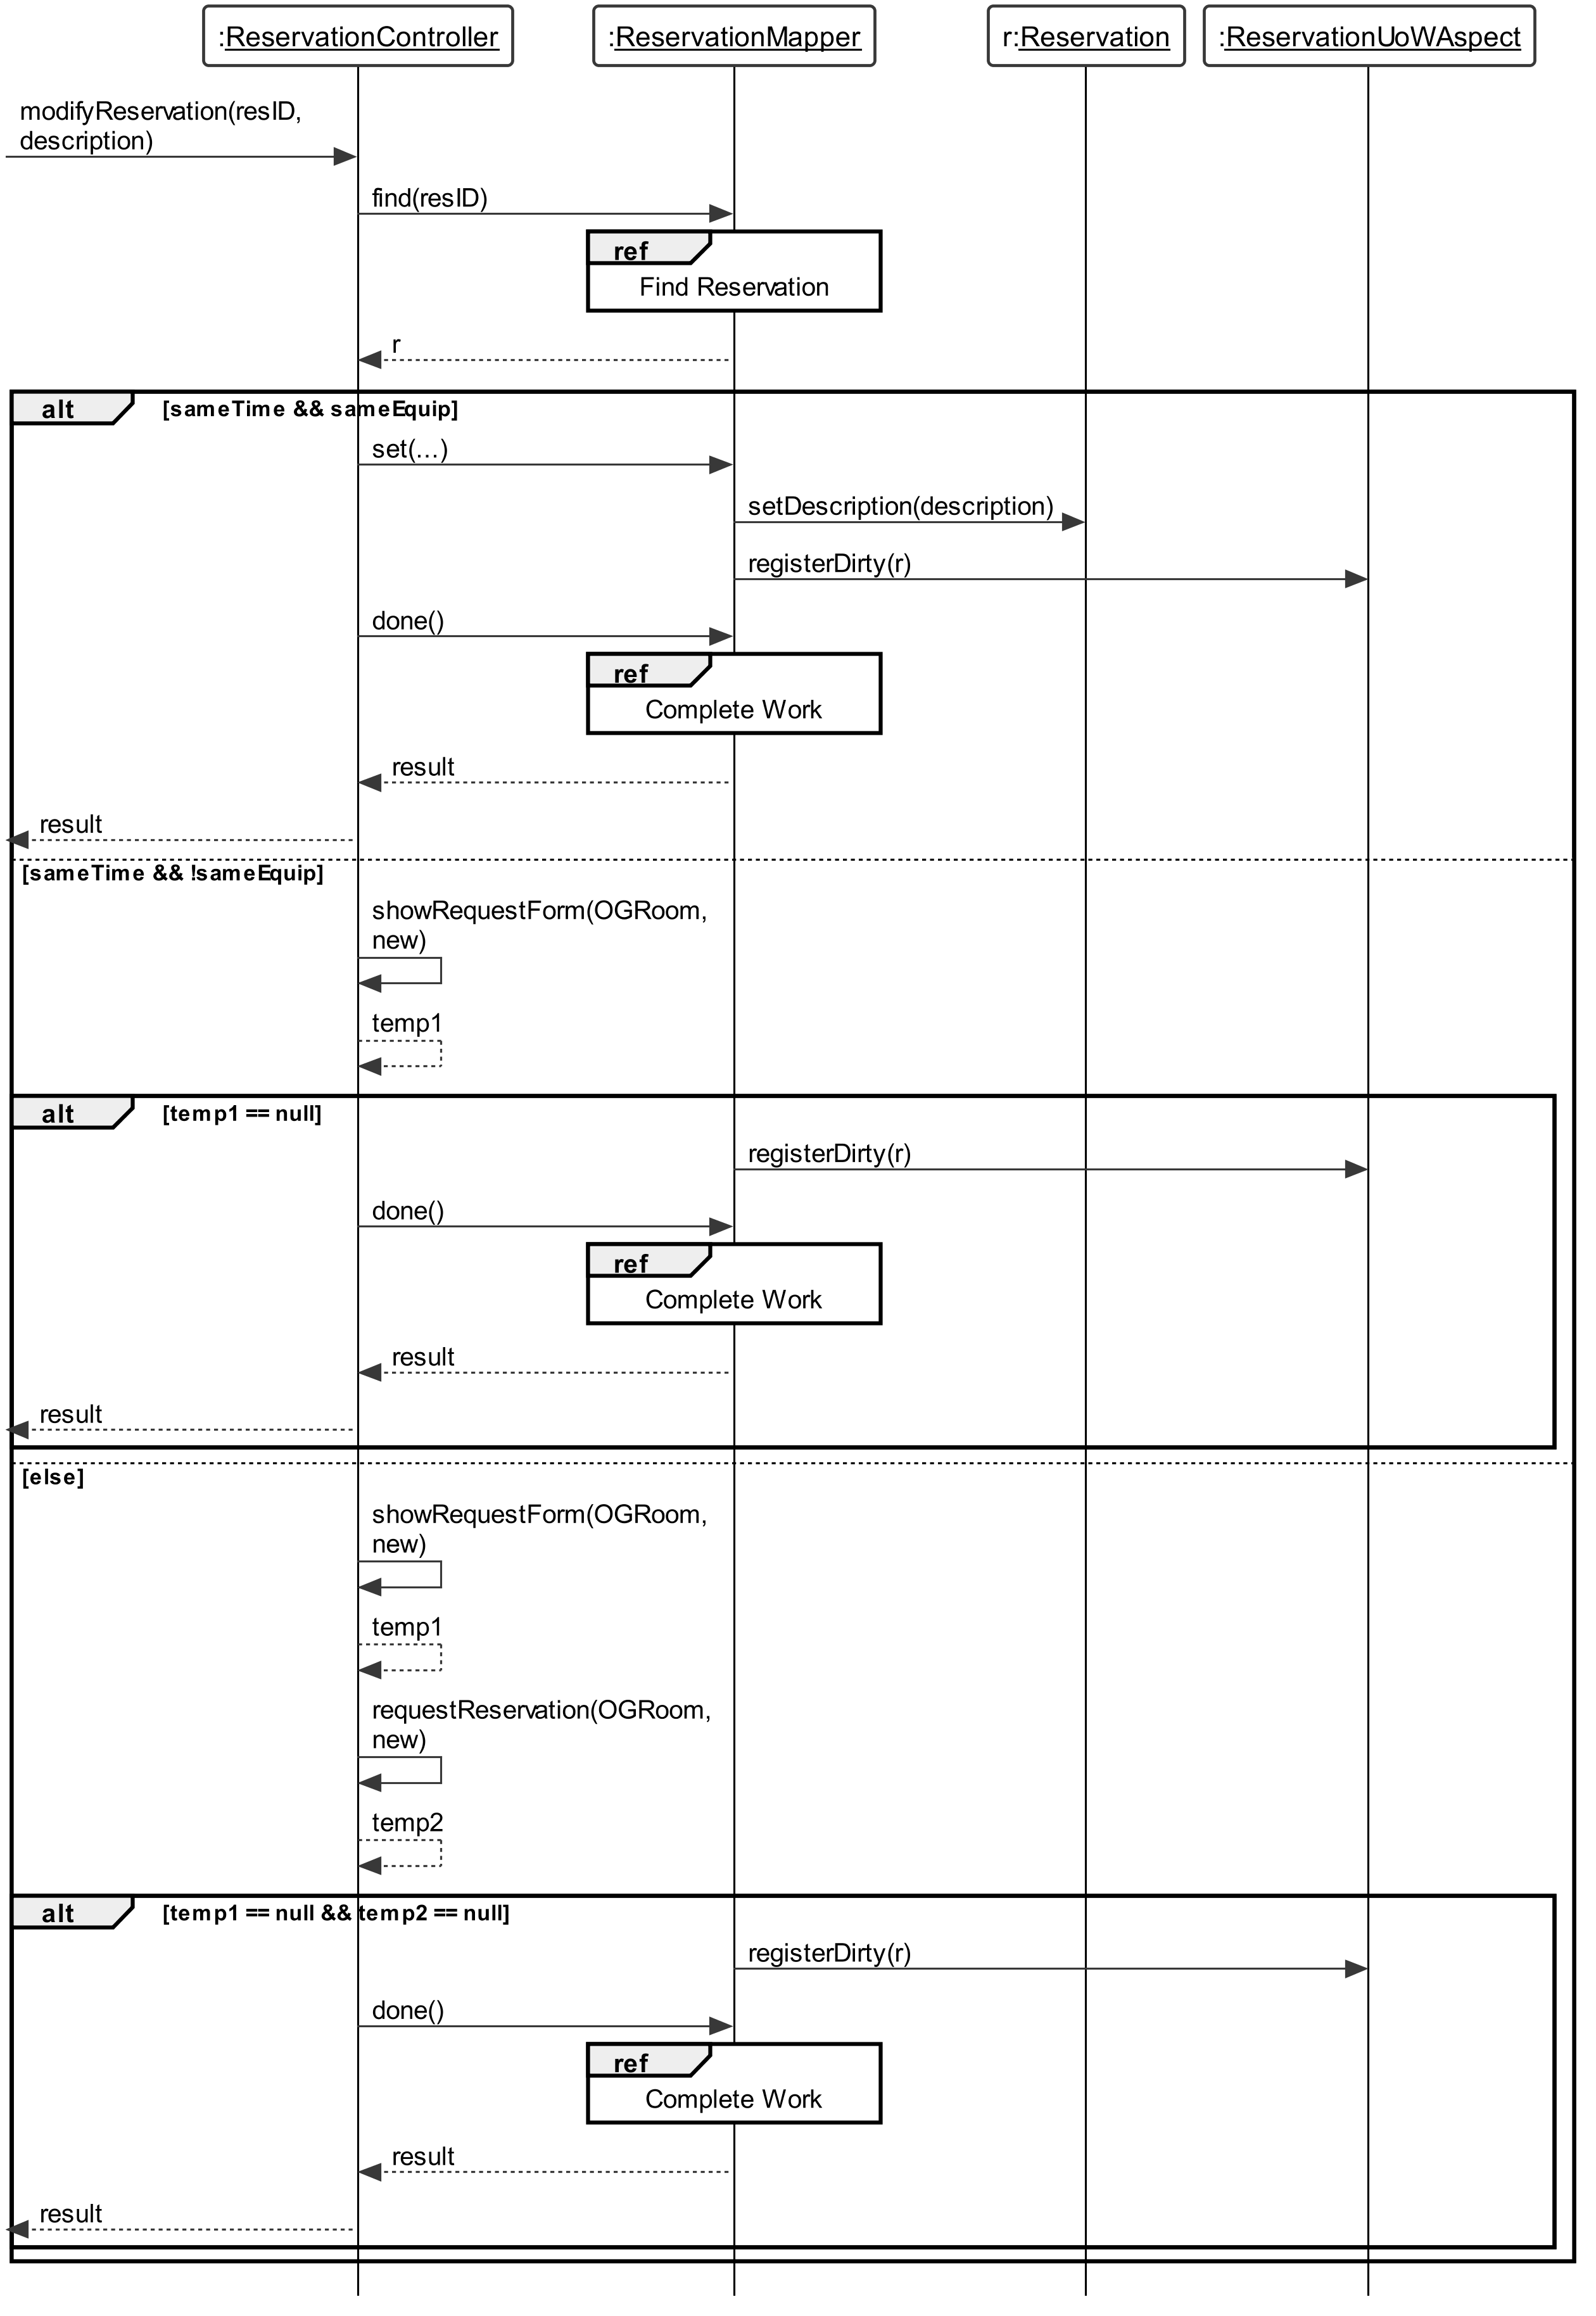 :ReservationController
:ReservationMapper
r:Reservation
:ReservationUoWAspect
modifyReservation(resID,
description)
find(resID)
ref
Find Reservation
r
alt
[sameTime && sameEquip]
set(...)
setDescription(description)
registerDirty(r)
done()
ref
Complete Work
result
result
[sameTime && !sameEquip]
showRequestForm(OGRoom,
new)
temp1
alt
[temp1 == null]
registerDirty(r)
done()
ref
Complete Work
result
result
[else]
showRequestForm(OGRoom,
new)
temp1
requestReservation(OGRoom,
new)
temp2
alt
[temp1 == null && temp2 == null]
registerDirty(r)
done()
ref
Complete Work
result
result